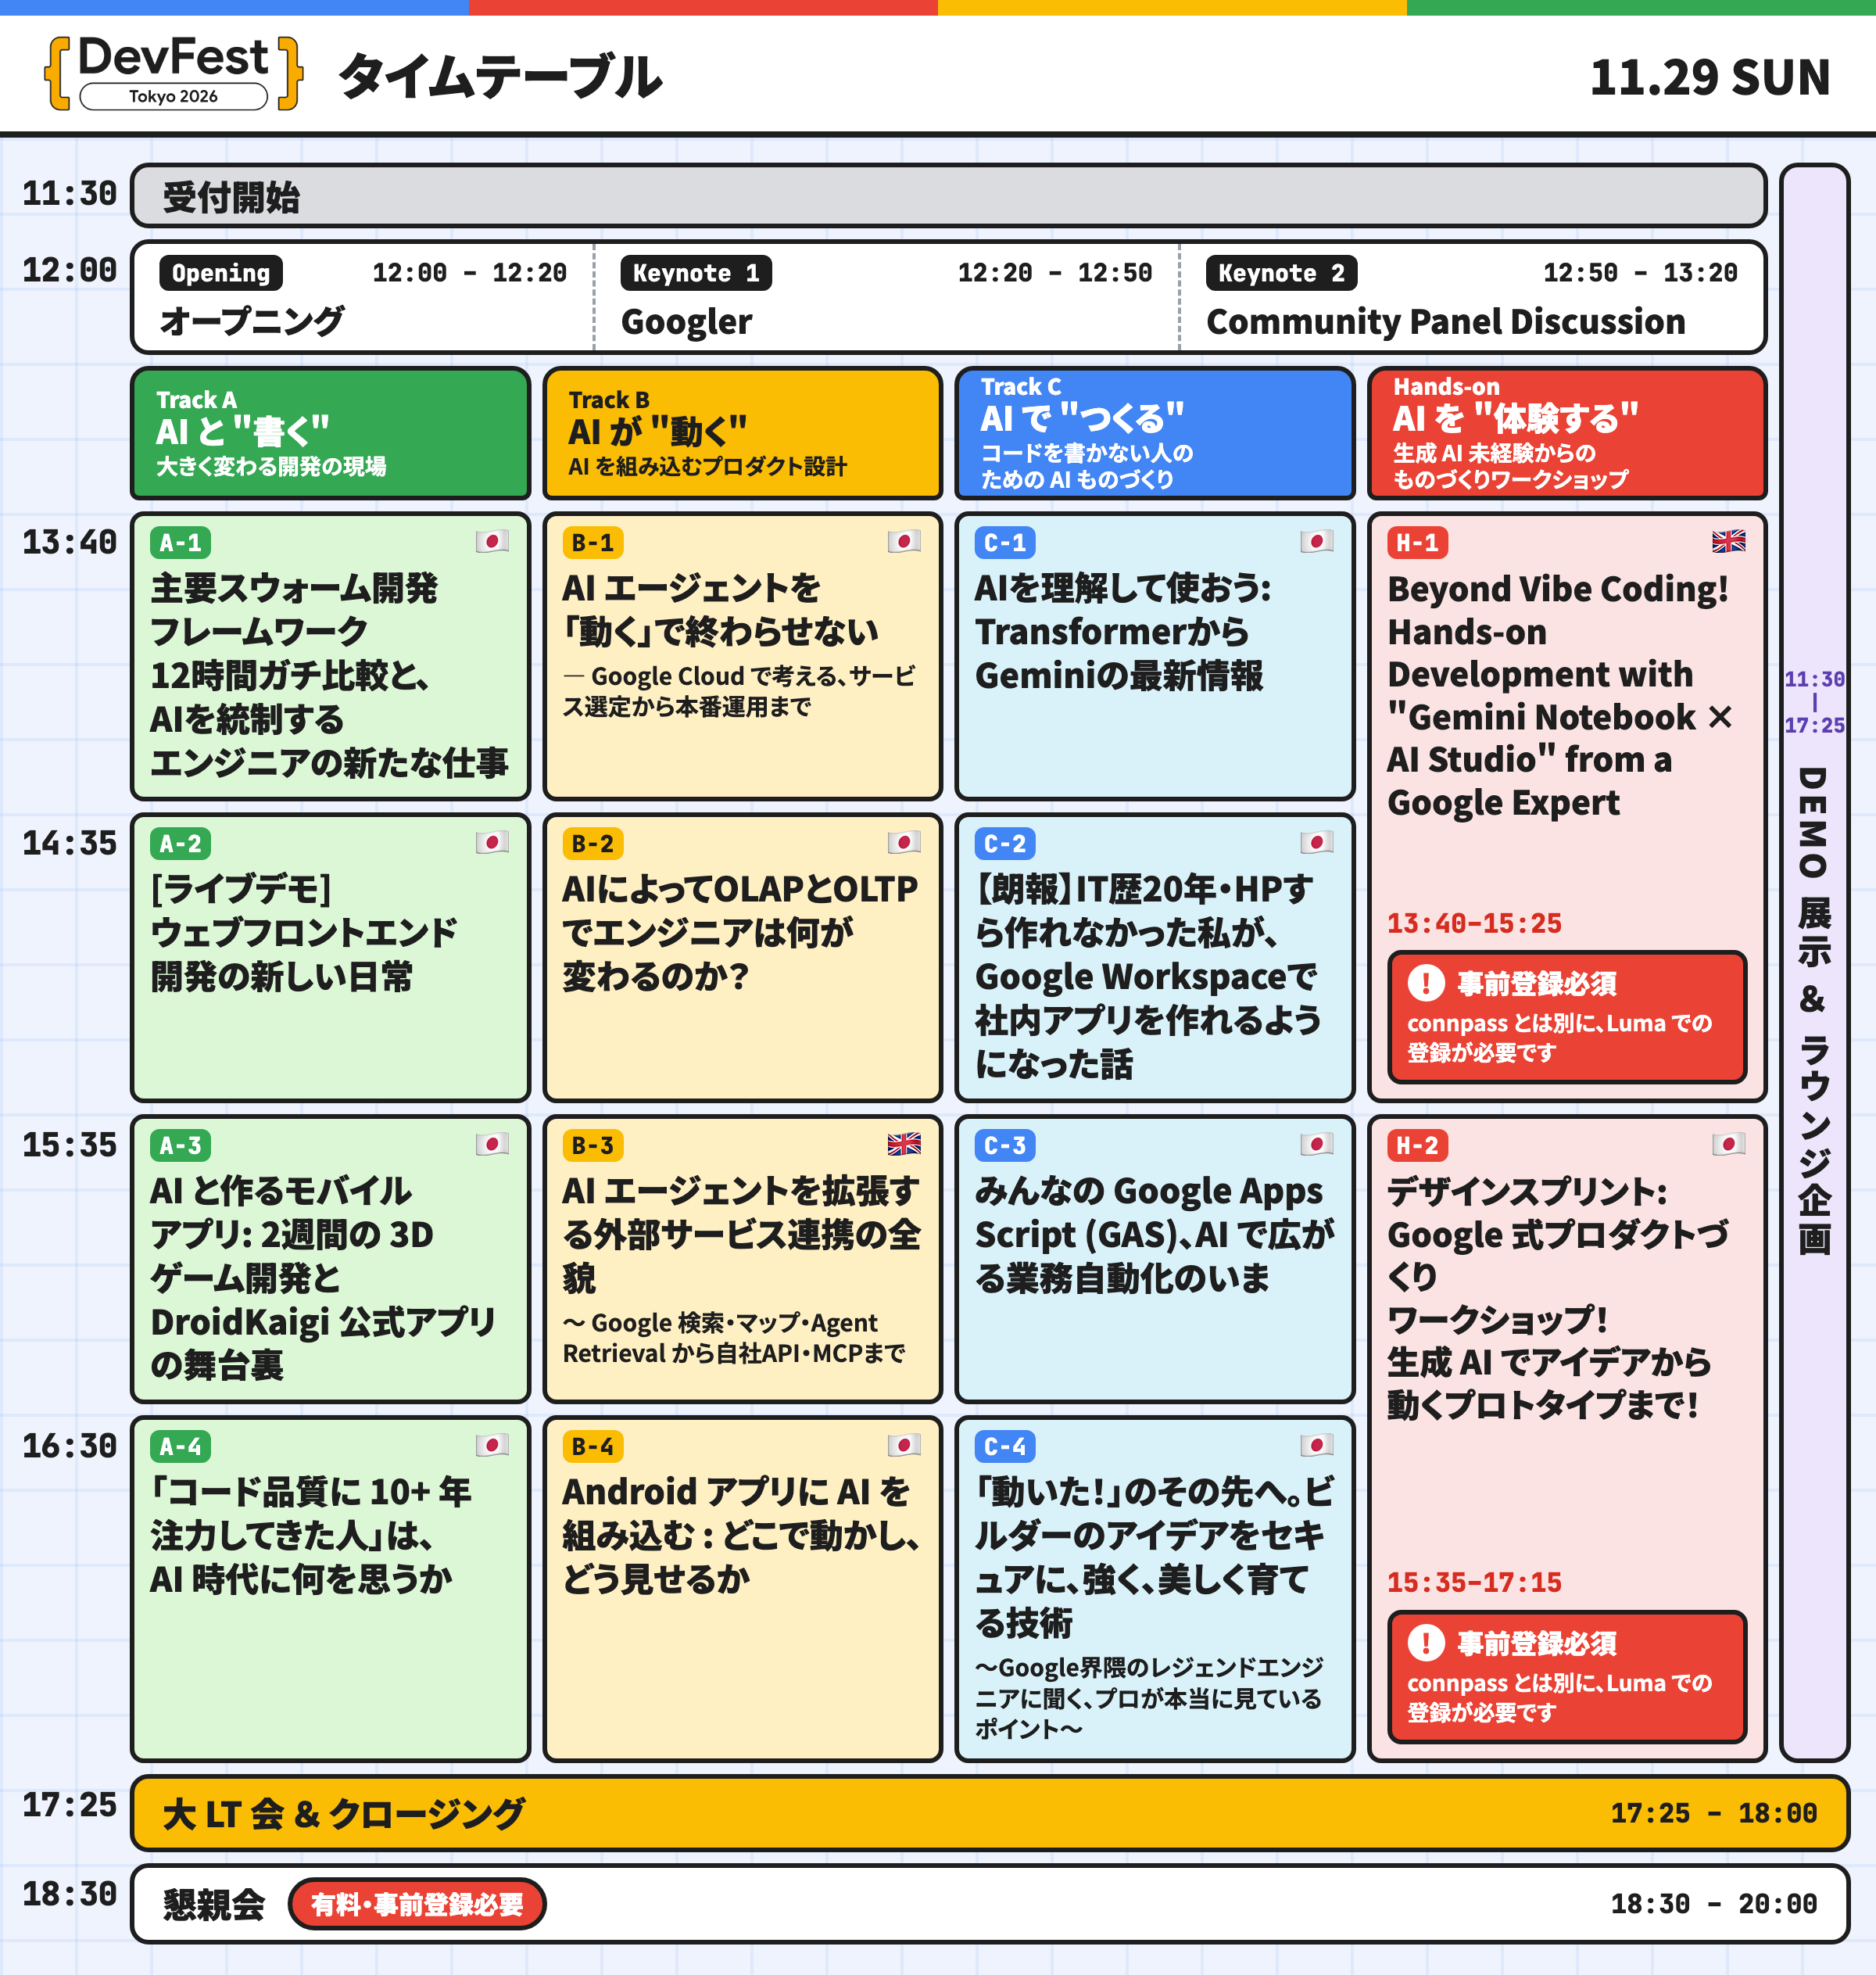 DevFest
Tokyo 2026
タイムテーブル
11.29 SUN
11:30
受付開始
12:00
Opening
12:00 – 12:20
オープニング
Keynote 1
12:20 – 12:50
Googler
Keynote 2
12:50 – 13:20
Community Panel Discussion
Track A
AI と "書く"
大きく変わる開発の現場
Track B
AI が "動く"
AI を組み込むプロダクト設計
Track C
AI で "つくる"
コードを書かない人の
ための AI ものづくり
Hands-on
AI を "体験する"
生成 AI 未経験からの
ものづくりワークショップ
13:40
A-1
主要スウォーム開発
フレームワーク
12時間ガチ比較と、
AIを統制する
エンジニアの新たな仕事
B-1
AI エージェントを
「動く」で終わらせない
— Google Cloud で考える、サービ
ス選定から本番運用まで
C-1
AIを理解して使おう:
Transformerから
Geminiの最新情報
H-1
Beyond Vibe Coding!
Hands-on
Development with
"Gemini Notebook ×
AI Studio" from a
Google Expert
13:40–15:25
! 事前登録必須
connpass とは別に、Luma での
登録が必要です
14:35
A-2
[ライブデモ]
ウェブフロントエンド
開発の新しい日常
B-2
AIによってOLAPとOLTP
でエンジニアは何が
変わるのか?
C-2
【朗報】IT歴20年・HPす
ら作れなかった私が、
Google Workspaceで
社内アプリを作れるよう
になった話
15:35
A-3
AI と作るモバイル
アプリ: 2週間の 3D
ゲーム開発と
DroidKaigi 公式アプリ
の舞台裏
B-3
AI エージェントを拡張す
る外部サービス連携の全
貌
〜 Google 検索・マップ・Agent
Retrieval から自社API・MCPまで
C-3
みんなの Google Apps
Script (GAS)、AI で広が
る業務自動化のいま
H-2
デザインスプリント:
Google 式プロダクトづ
くり
ワークショップ!
生成 AI でアイデアから
動くプロトタイプまで!
15:35–17:15
! 事前登録必須
connpass とは別に、Luma での
登録が必要です
16:30
A-4
「コード品質に 10+ 年
注力してきた人」は、
AI 時代に何を思うか
B-4
Android アプリに AI を
組み込む : どこで動かし、
どう見せるか
C-4
「動いた!」のその先へ。ビ
ルダーのアイデアをセキ
ュアに、強く、美しく育て
る技術
〜Google界隈のレジェンドエンジ
ニアに聞く、プロが本当に見ている
ポイント〜
11:30
|
17:25
DEMO 展示 & ラウンジ企画
17:25
大 LT 会 & クロージング
17:25 – 18:00
18:30
懇親会
有料・事前登録必要
18:30 – 20:00